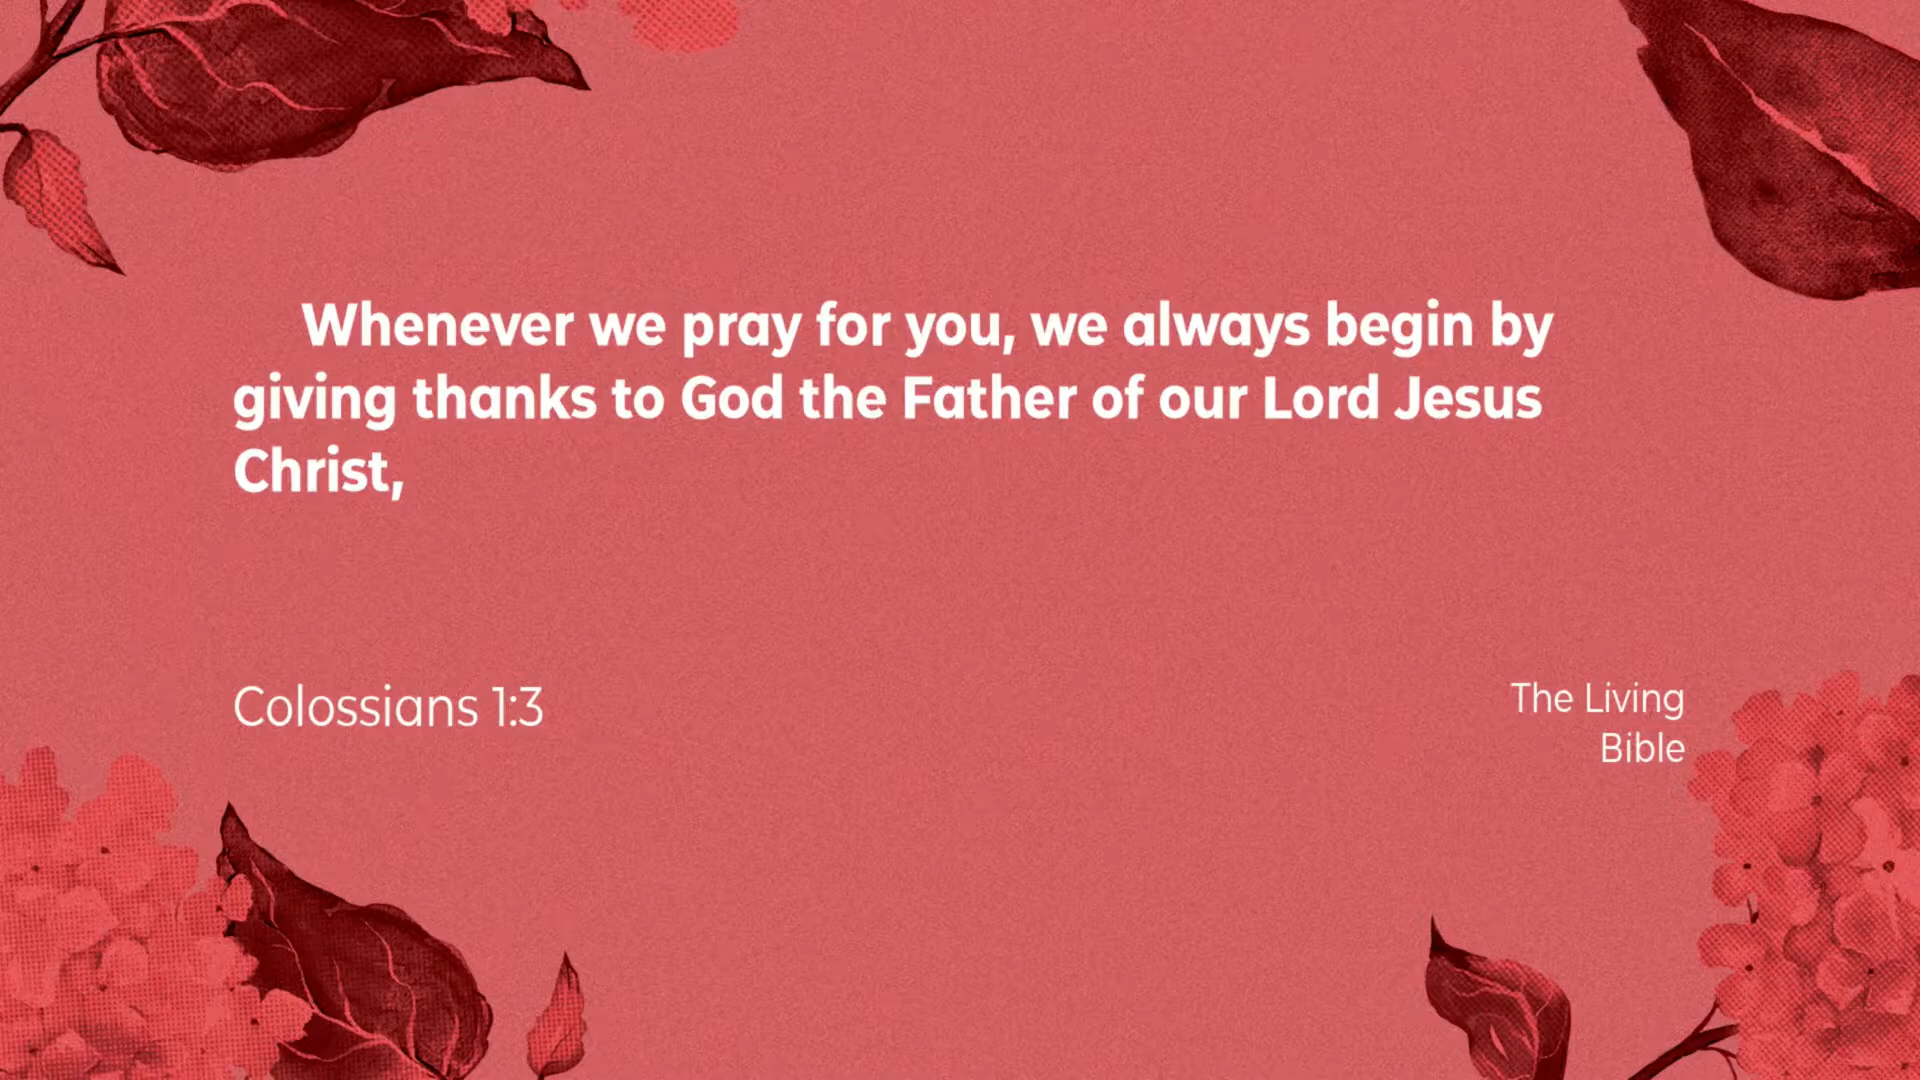 Whenever we pray for you, we always begin by
giving thanks to God the Father of our Lord Jesus
Christ,
Colossians 1:3
The Living
Bible